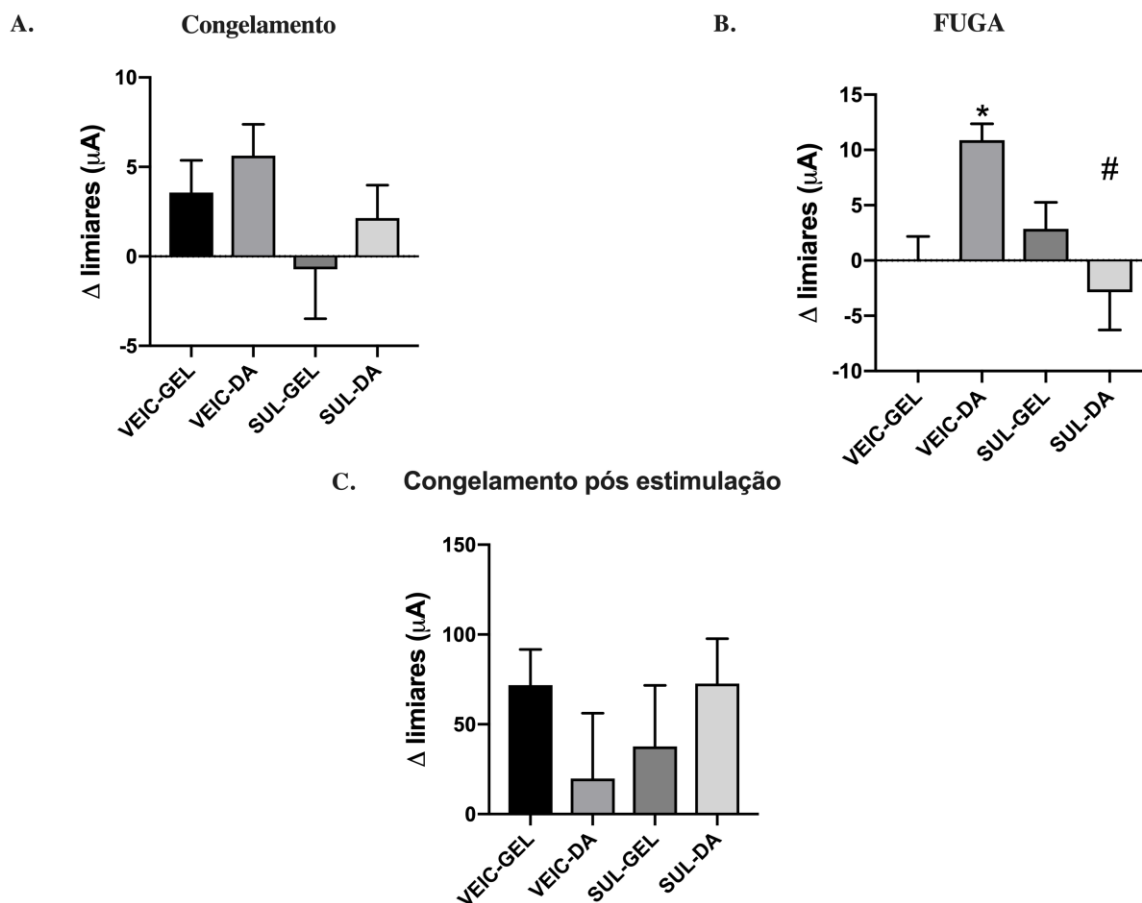 A. Congelamento
Δ limiares (μA)
10
5
0
-5
VEIC-GEL
VEIC-DA
SUL-GEL
SUL-DA
B. FUGA
Δ limiares (μA)
15
10
5
0
-5
-10
*
#
VEIC-GEL
VEIC-DA
SUL-GEL
SUL-DA
C. Congelamento pós estimulação
Δ limiares (μA)
150
100
50
0
VEIC-GEL
VEIC-DA
SUL-GEL
SUL-DA